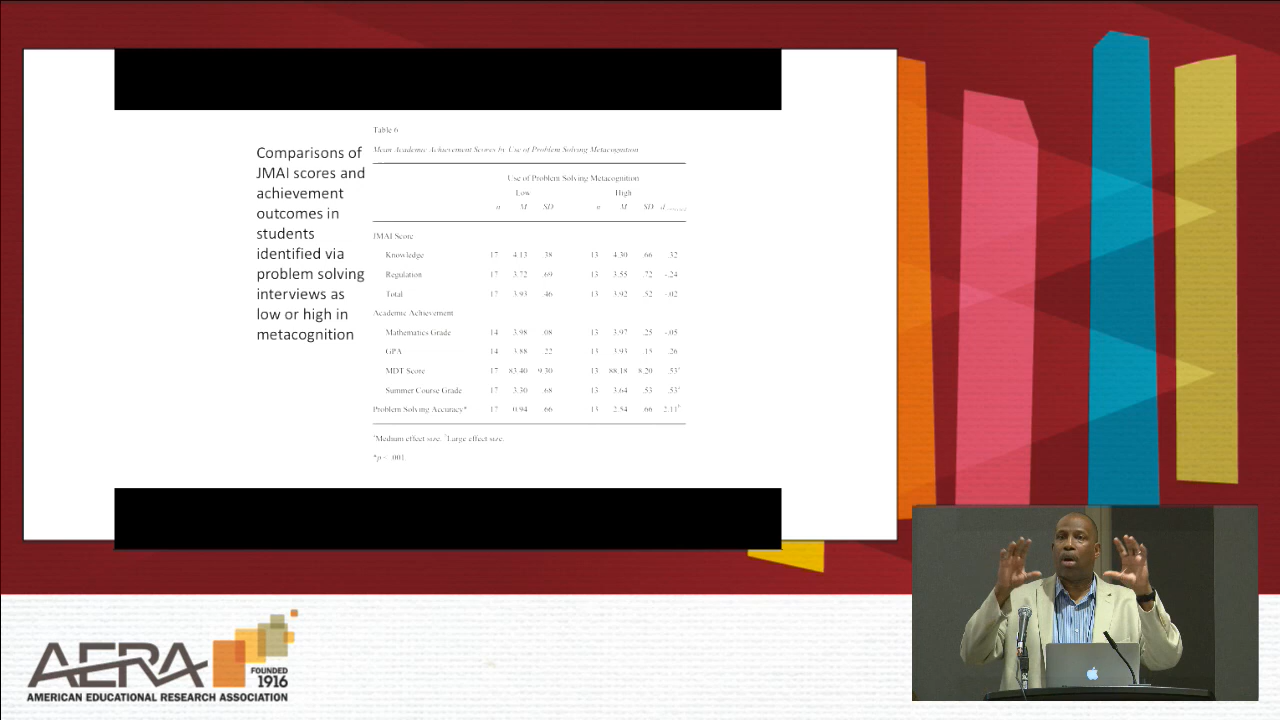 Comparisons of
JMAI scores and
achievement
outcomes in
students
identified via
problem solving
interviews as
low or high in
metacognition
Table 6
Mean Academic Achievement Scores by Use of Problem Solving Metacognition
Use of Problem Solving Metacognition
Low High
n M SD n M SD d
JMAI Score
Knowledge 17 4.13 .38 13 4.30 .66 .32
Regulation 17 3.72 .69 13 3.55 .72 -.24
Total 17 3.93 .46 13 3.92 .52 -.02
Academic Achievement
Mathematics Grade 14 3.98 .08 13 3.97 .25 -.05
GPA 14 3.88 .22 13 3.93 .15 .26
MDT Score 17 83.40 9.30 13 88.18 8.20 .53
Summer Course Grade 17 3.30 .68 13 3.64 .53 .53
Problem Solving Accuracy* 17 0.94 .66 13 2.54 .66 2.11
Medium effect size. Large effect size.
*p .001
AERA
FOUNDED
1916
AMERICAN EDUCATIONAL RESEARCH ASSOCIATION